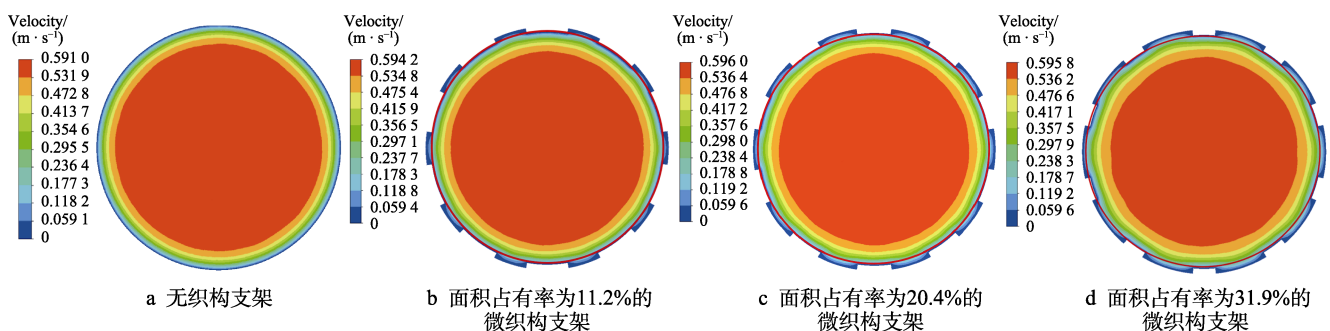 Velocity/
(m · s⁻¹)
0.591 0
0.531 9
0.472 8
0.413 7
0.354 6
0.295 5
0.236 4
0.177 3
0.118 2
0.059 1
0
a 无织构支架
Velocity/
(m · s⁻¹)
0.594 2
0.534 8
0.475 4
0.415 9
0.356 5
0.297 1
0.237 7
0.178 3
0.118 8
0.059 4
0
b 面积占有率为11.2%的
微织构支架
Velocity/
(m · s⁻¹)
0.596 0
0.476 8
0.417 2
0.357 6
0.298 0
0.238 4
0.178 8
0.119 2
0.059 6
0
c 面积占有率为20.4%的
微织构支架
Velocity/
(m · s⁻¹)
0.595 8
0.536 2
0.476 6
0.417 1
0.357 5
0.297 9
0.238 3
0.178 7
0.119 2
0.059 6
0
d 面积占有率为31.9%的
微织构支架